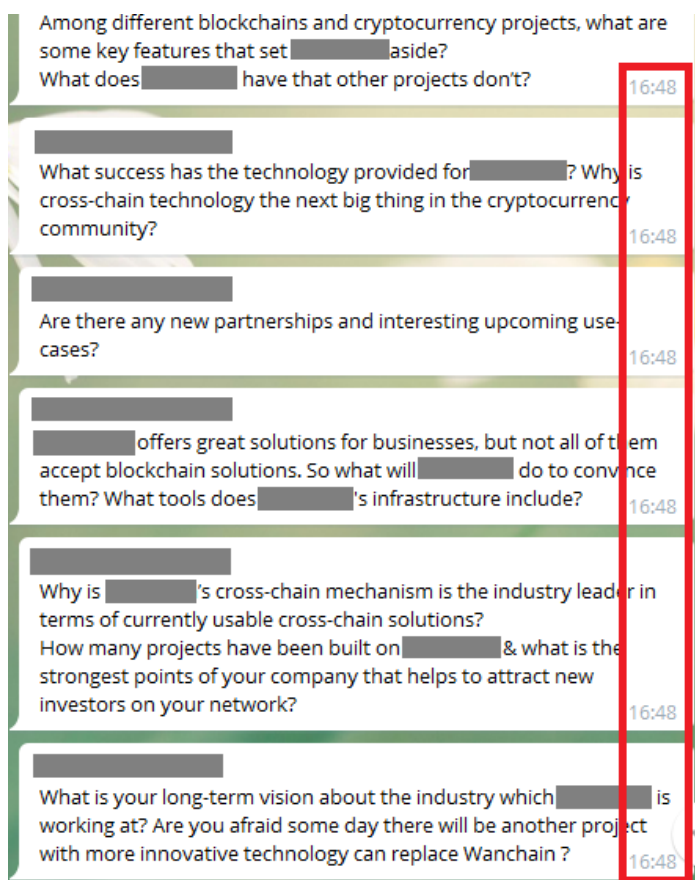 Among different blockchains and cryptocurrency projects, what are
some key features that set aside?
What does have that other projects don't?
16:48
What success has the technology provided for ? Why is
cross-chain technology the next big thing in the cryptocurrency
community?
16:48
Are there any new partnerships and interesting upcoming use-
cases?
16:48
offers great solutions for businesses, but not all of them
accept blockchain solutions. So what will do to convince
them? What tools does 's infrastructure include?
16:48
Why is 's cross-chain mechanism is the industry leader in
terms of currently usable cross-chain solutions?
How many projects have been built on & what is the
strongest points of your company that helps to attract new
investors on your network?
16:48
What is your long-term vision about the industry which is
working at? Are you afraid some day there will be another project
with more innovative technology can replace Wanchain ?
16:48